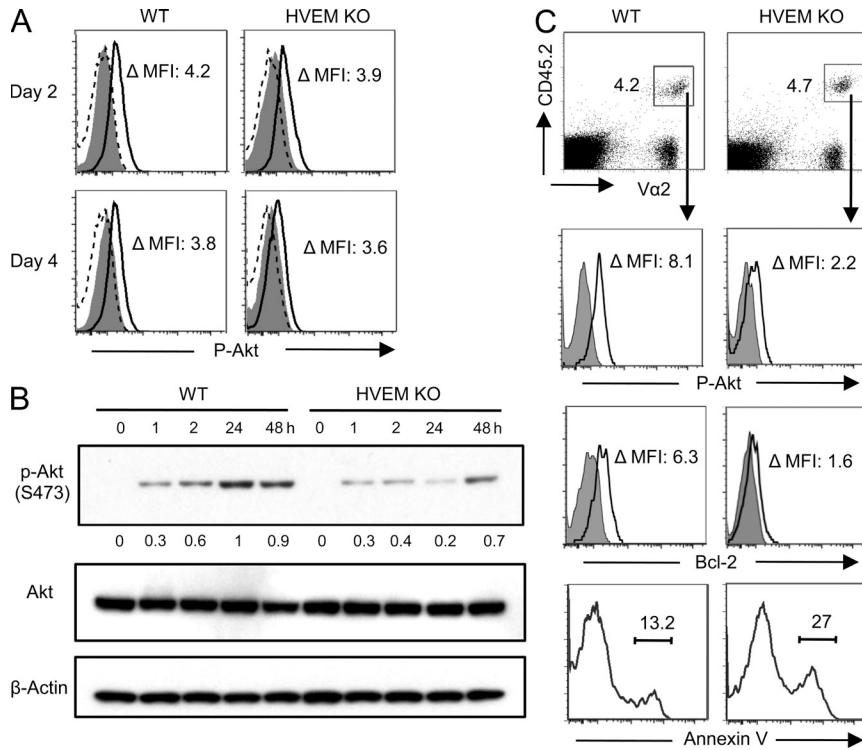 A
WT
HVEM KO
Day 2
Δ MFI: 4.2
Δ MFI: 3.9
Day 4
Δ MFI: 3.8
Δ MFI: 3.6
P-Akt
B
WT
HVEM KO
0 1 2 24 48 h 0 1 2 24 48 h
p-Akt
(S473)
0 0.3 0.6 1 0.9 0 0.3 0.4 0.2 0.7
Akt
β-Actin
C
WT
HVEM KO
CD45.2
4.2
4.7
Vα2
Δ MFI: 8.1
Δ MFI: 2.2
P-Akt
Δ MFI: 6.3
Δ MFI: 1.6
Bcl-2
13.2
27
Annexin V